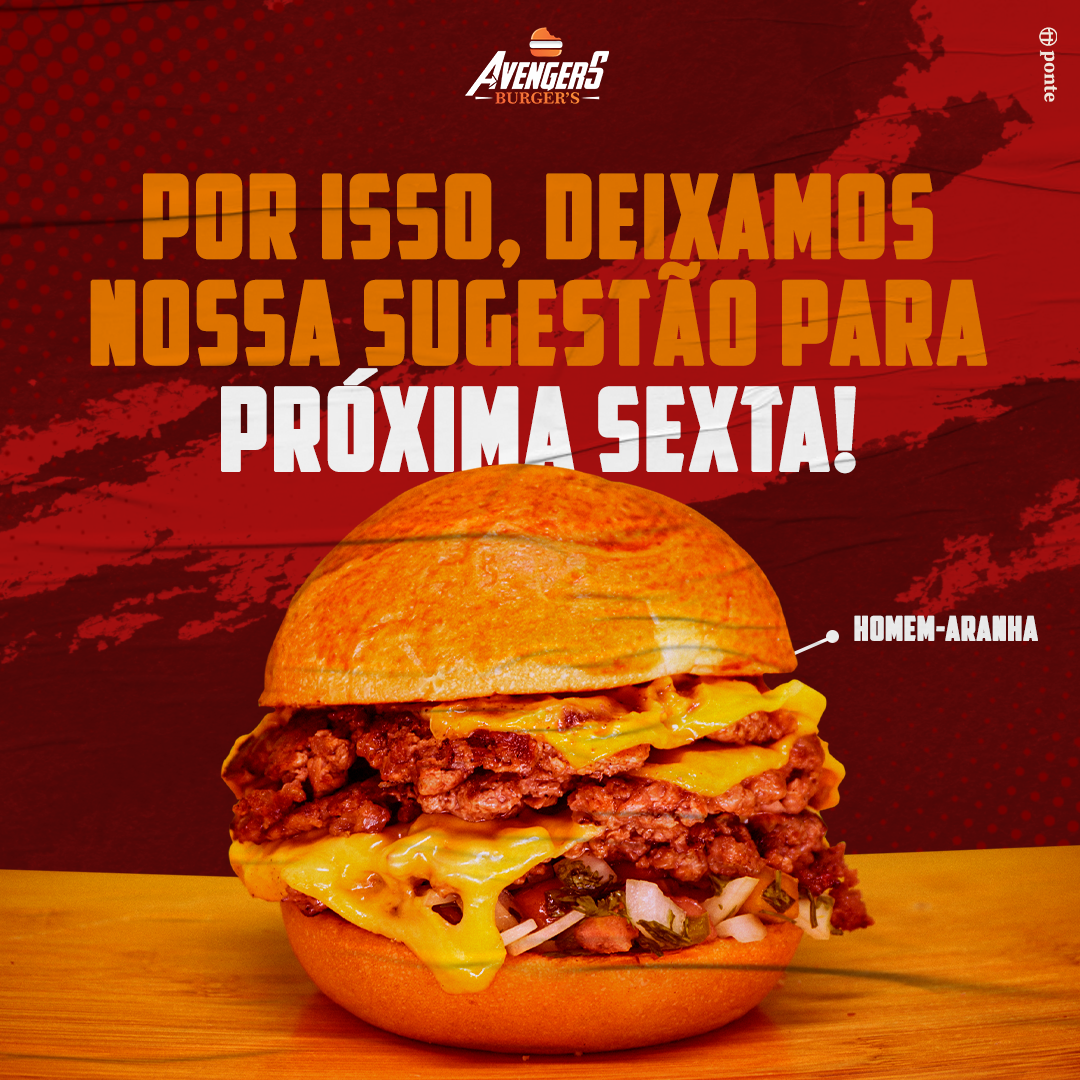 AVENGERS
BURGER'S
ponte
POR ISSO, DEIXAMOS
NOSSA SUGESTÃO PARA
PRÓXIMA SEXTA!
HOMEM-ARANHA